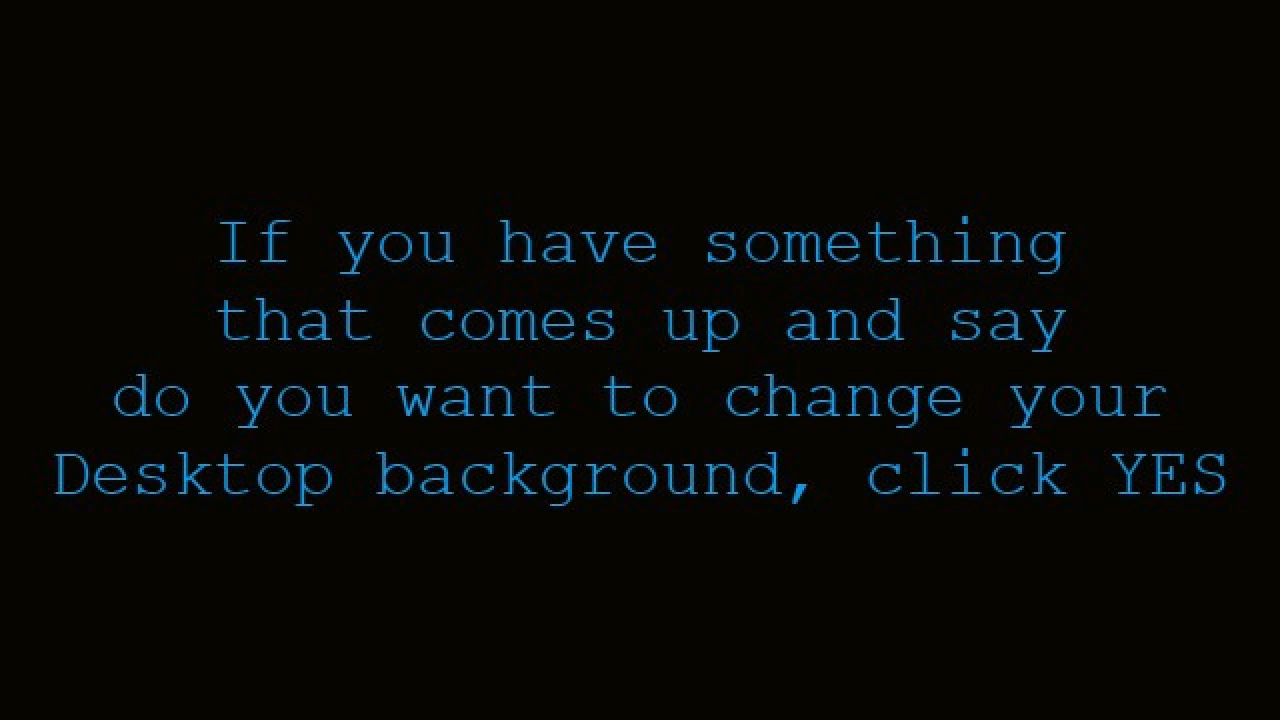 If you have something
that comes up and say
do you want to change your
Desktop background, click YES